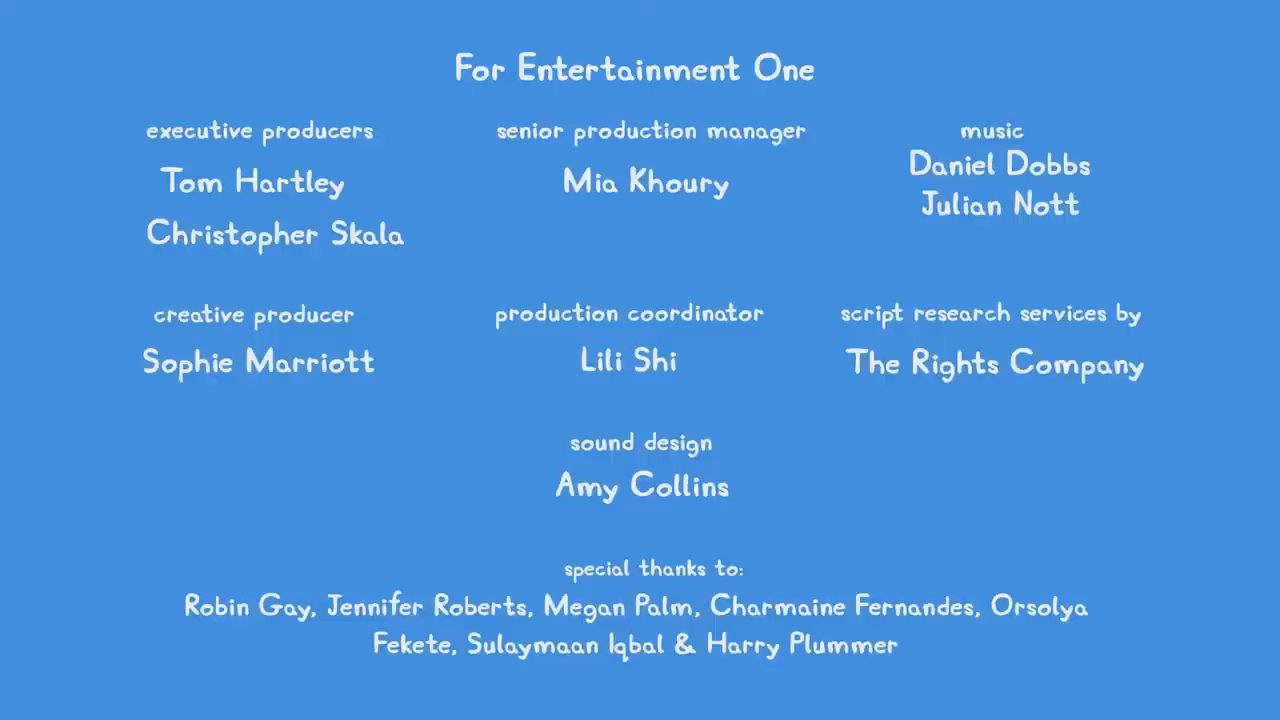 For Entertainment One
executive producers
Tom Hartley
Christopher Skala
senior production manager
Mia Khoury
music
Daniel Dobbs
Julian Nott
creative producer
Sophie Marriott
production coordinator
Lili Shi
script research services by
The Rights Company
sound design
Amy Collins
special thanks to:
Robin Gay, Jennifer Roberts, Megan Palm, Charmaine Fernandes, Orsolya
Fekete, Sulaymaan Iqbal & Harry Plummer